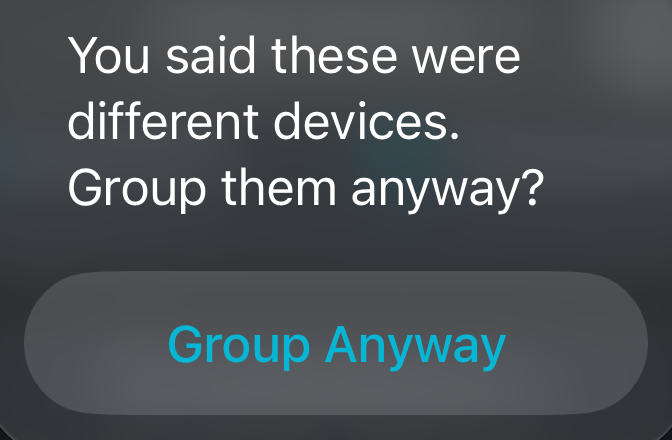 You said these were
different devices.
Group them anyway?
Group Anyway